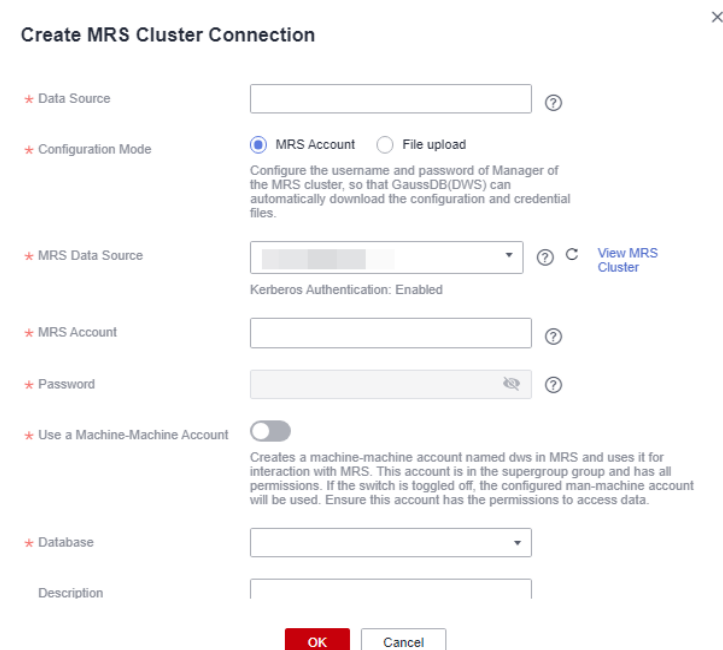 Create MRS Cluster Connection
* Data Source
* Configuration Mode
MRS Account
File upload
Configure the username and password of Manager of
the MRS cluster, so that GaussDB(DWS) can
automatically download the configuration and credential
files.
* MRS Data Source
View MRS
Cluster
Kerberos Authentication: Enabled
* MRS Account
* Password
* Use a Machine-Machine Account
Creates a machine-machine account named dws in MRS and uses it for
interaction with MRS. This account is in the supergroup group and has all
permissions. If the switch is toggled off, the configured man-machine account
will be used. Ensure this account has the permissions to access data.
* Database
Description
OK
Cancel